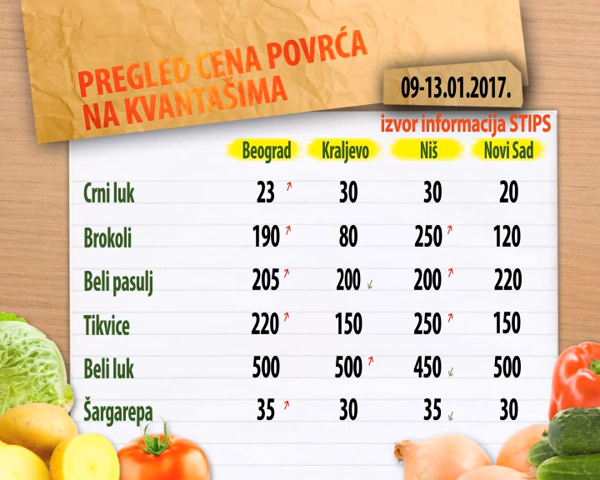 PREGLED CENA POVRĆA
NA KVANTAŠIMA
09-13.01.2017.
izvor informacija STIPS
Beograd Kraljevo Niš Novi Sad
Crni luk 23 30 30 20
Brokoli 190 80 250 120
Beli pasulj 205 200 200 220
Tikvice 220 150 250 150
Beli luk 500 500 450 500
Šargarepa 35 30 35 30